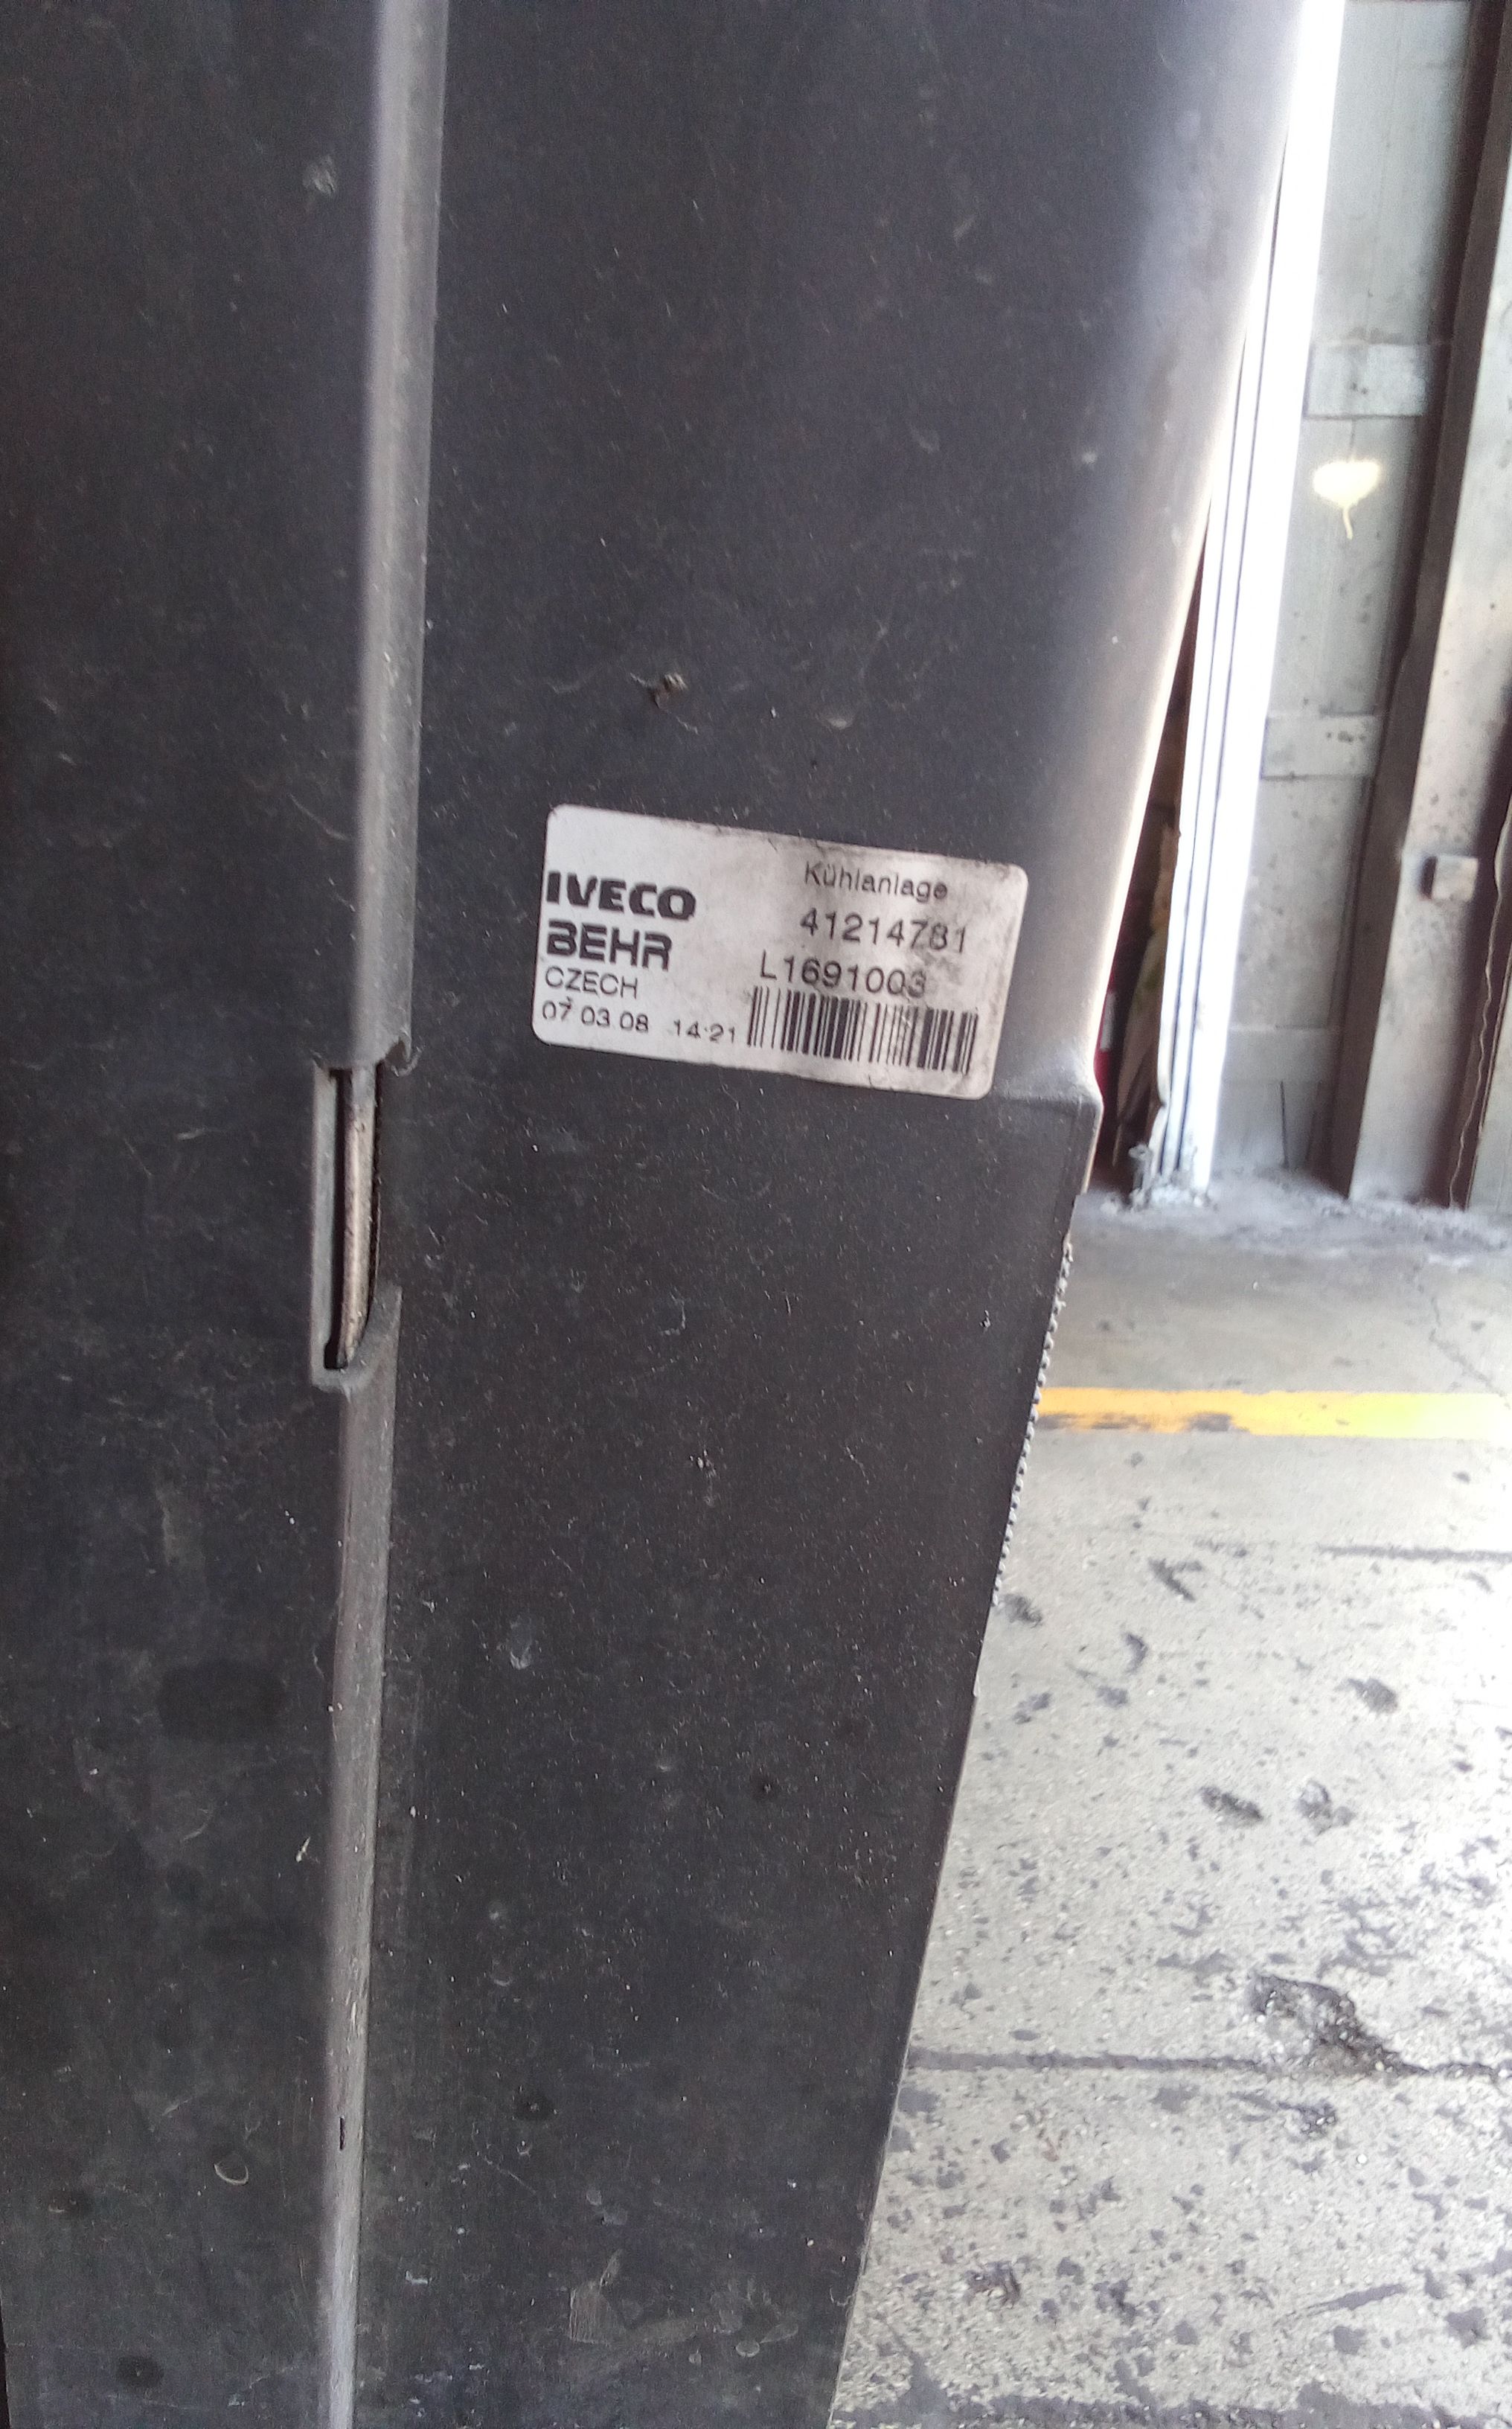 IVECO
BEHR
CZECH
07 03 08 14:21
Kühlanlage
41214781
L1691003